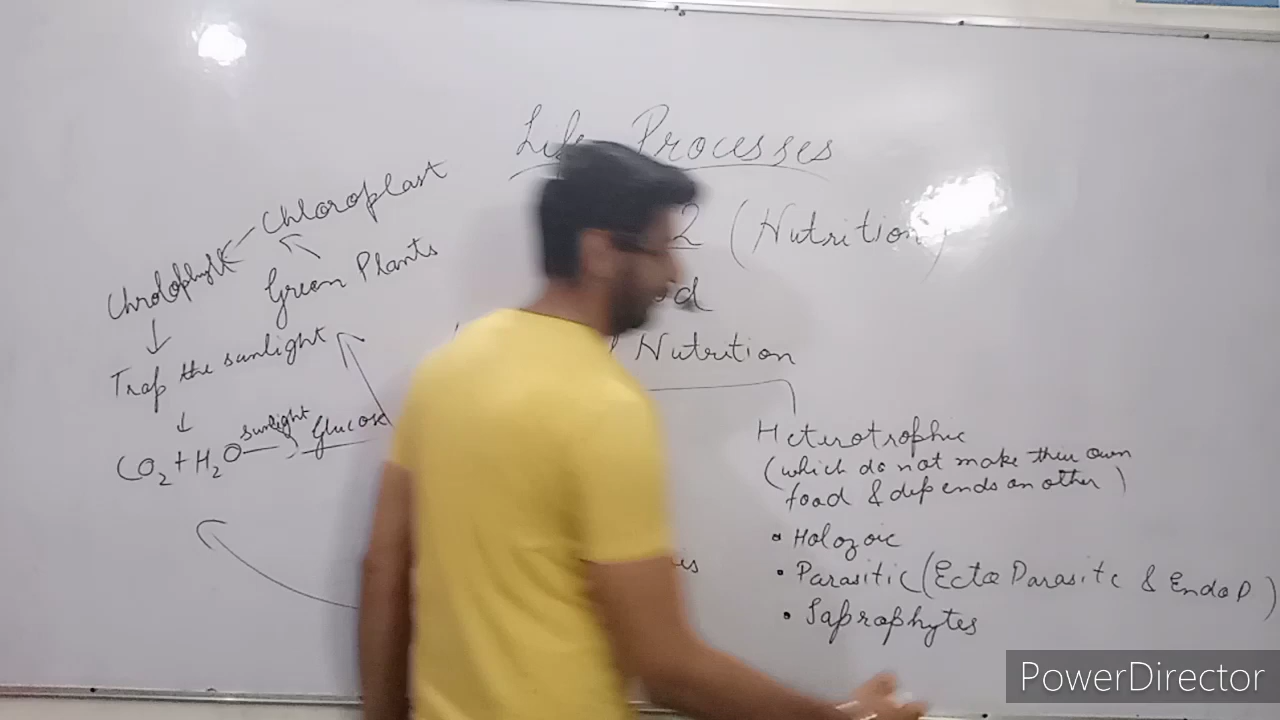 Life Processes
2 (Nutrition)
Nutrition
Chloroplast
Chrolophyll
Green Plants
Trap the sunlight
sunlight
CO2 + H2O → Glucose
Heterotrophic
(which do not make their own
food & depends on other)
• Holozoic
• Parasitic (Ecto Parasite & Endo P)
• Saprophytes
PowerDirector